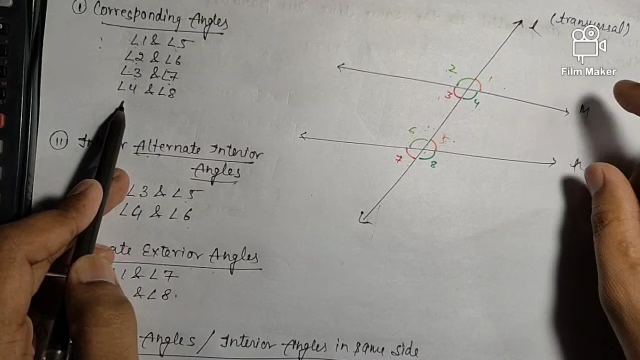 (I) Corresponding Angles
∠1 & ∠5
∠2 & ∠6
∠3 & ∠7
∠4 & ∠8
(II) Alternate Interior
Angles
∠3 & ∠5
∠4 & ∠6
ate Exterior Angles
1 & ∠7
& ∠8.
Angles / Interior Angles in same side
l (transversal)
Film Maker
2 1
3 4
M
6 5
7 8